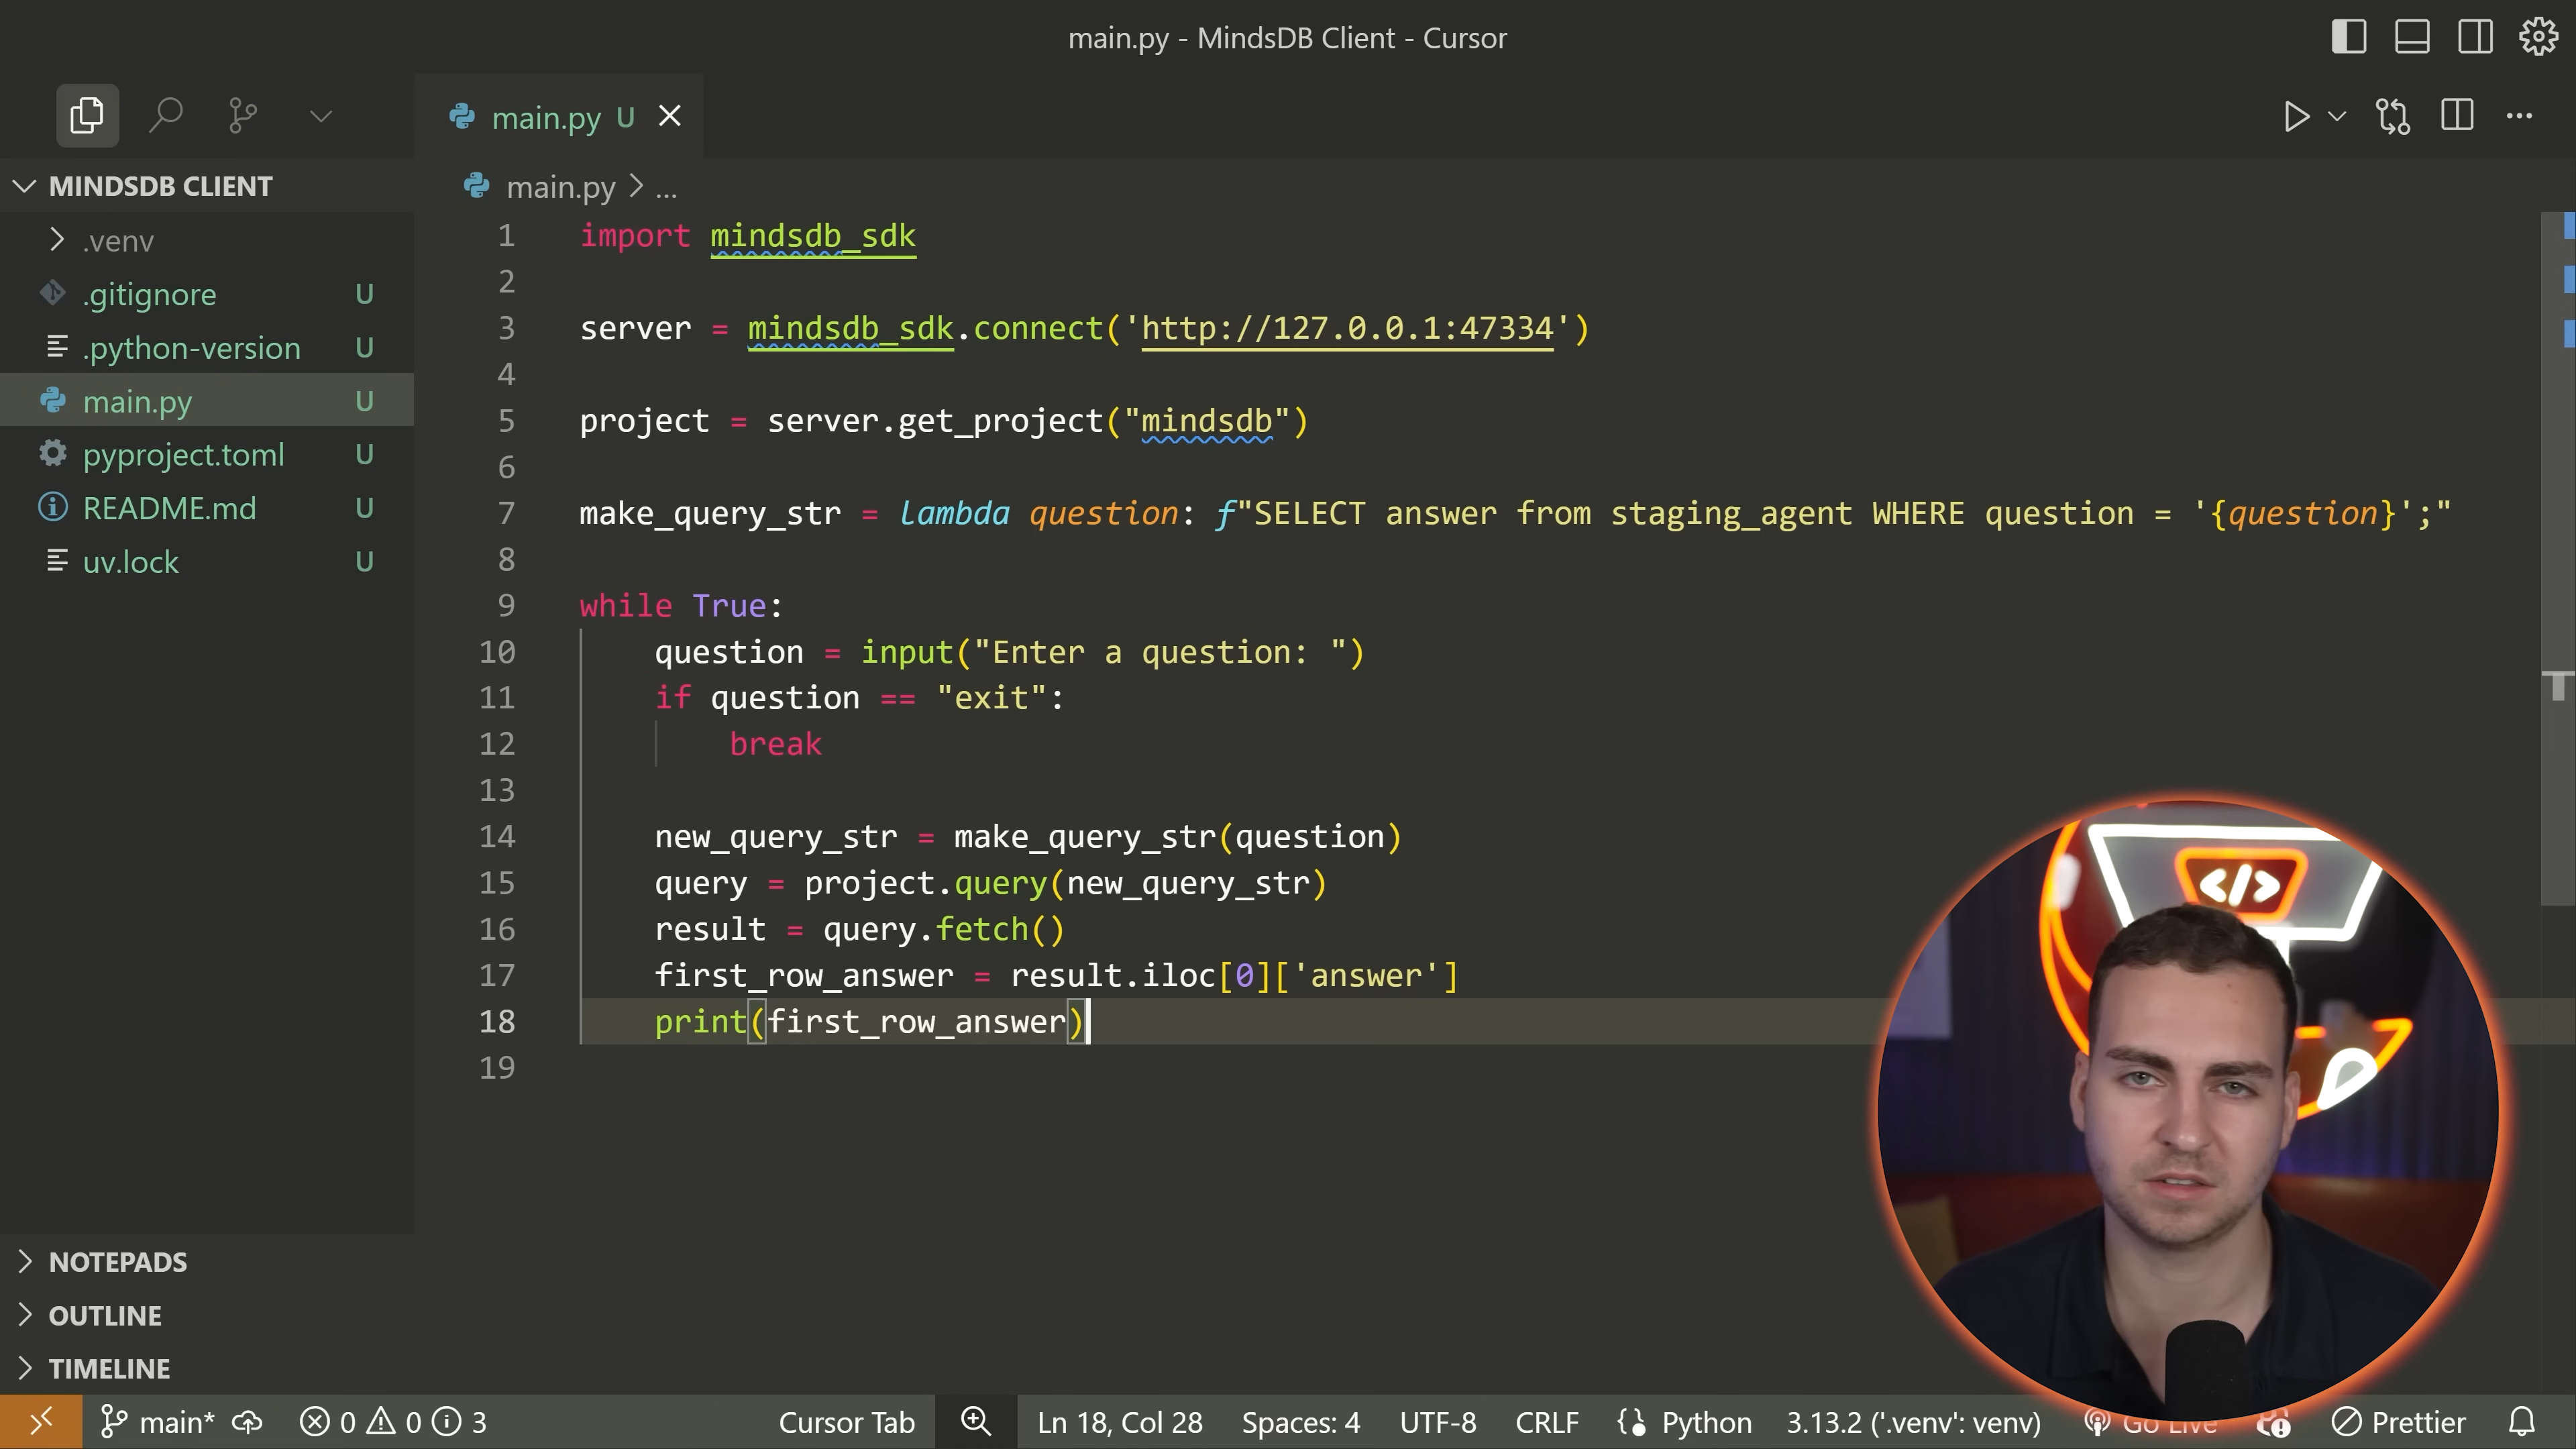 main.py - MindsDB Client - Cursor
main.py U
MINDSDB CLIENT
main.py > ...
.venv
.gitignore U
.python-version U
main.py U
pyproject.toml U
README.md U
uv.lock U
1 import mindsdb_sdk
2
3 server = mindsdb_sdk.connect('http://127.0.0.1:47334')
4
5 project = server.get_project("mindsdb")
6
7 make_query_str = lambda question: f"SELECT answer from staging_agent WHERE question = '{question}';"
8
9 while True:
10 question = input("Enter a question: ")
11 if question == "exit":
12 break
13
14 new_query_str = make_query_str(question)
15 query = project.query(new_query_str)
16 result = query.fetch()
17 first_row_answer = result.iloc[0]['answer']
18 print(first_row_answer)
19
</>
NOTEPADS
OUTLINE
TIMELINE
main* 0 0 3 Cursor Tab Ln 18, Col 28 Spaces: 4 UTF-8 CRLF Python 3.13.2 ('.venv': venv) Go Live Prettier